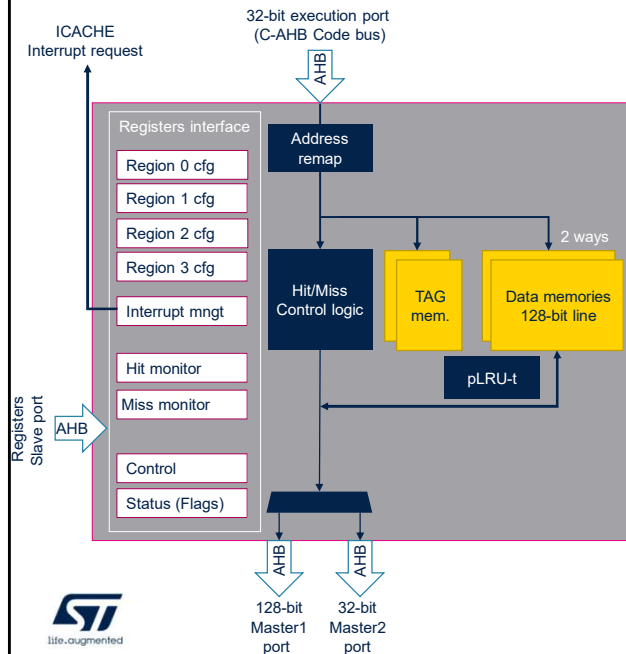 32-bit execution port
(C-AHB Code bus)
ICACHE
Interrupt request
AHB
Registers interface
Address
remap
Region 0 cfg
Region 1 cfg
Region 2 cfg
Region 3 cfg
2 ways
Hit/Miss
Control logic
TAG
mem.
Data memories
128-bit line
Interrupt mngt
pLRU-t
Hit monitor
Miss monitor
Registers
Slave port
AHB
Control
Status (Flags)
AHB
AHB
128-bit
Master1
port
32-bit
Master2
port
ST
life.augmented